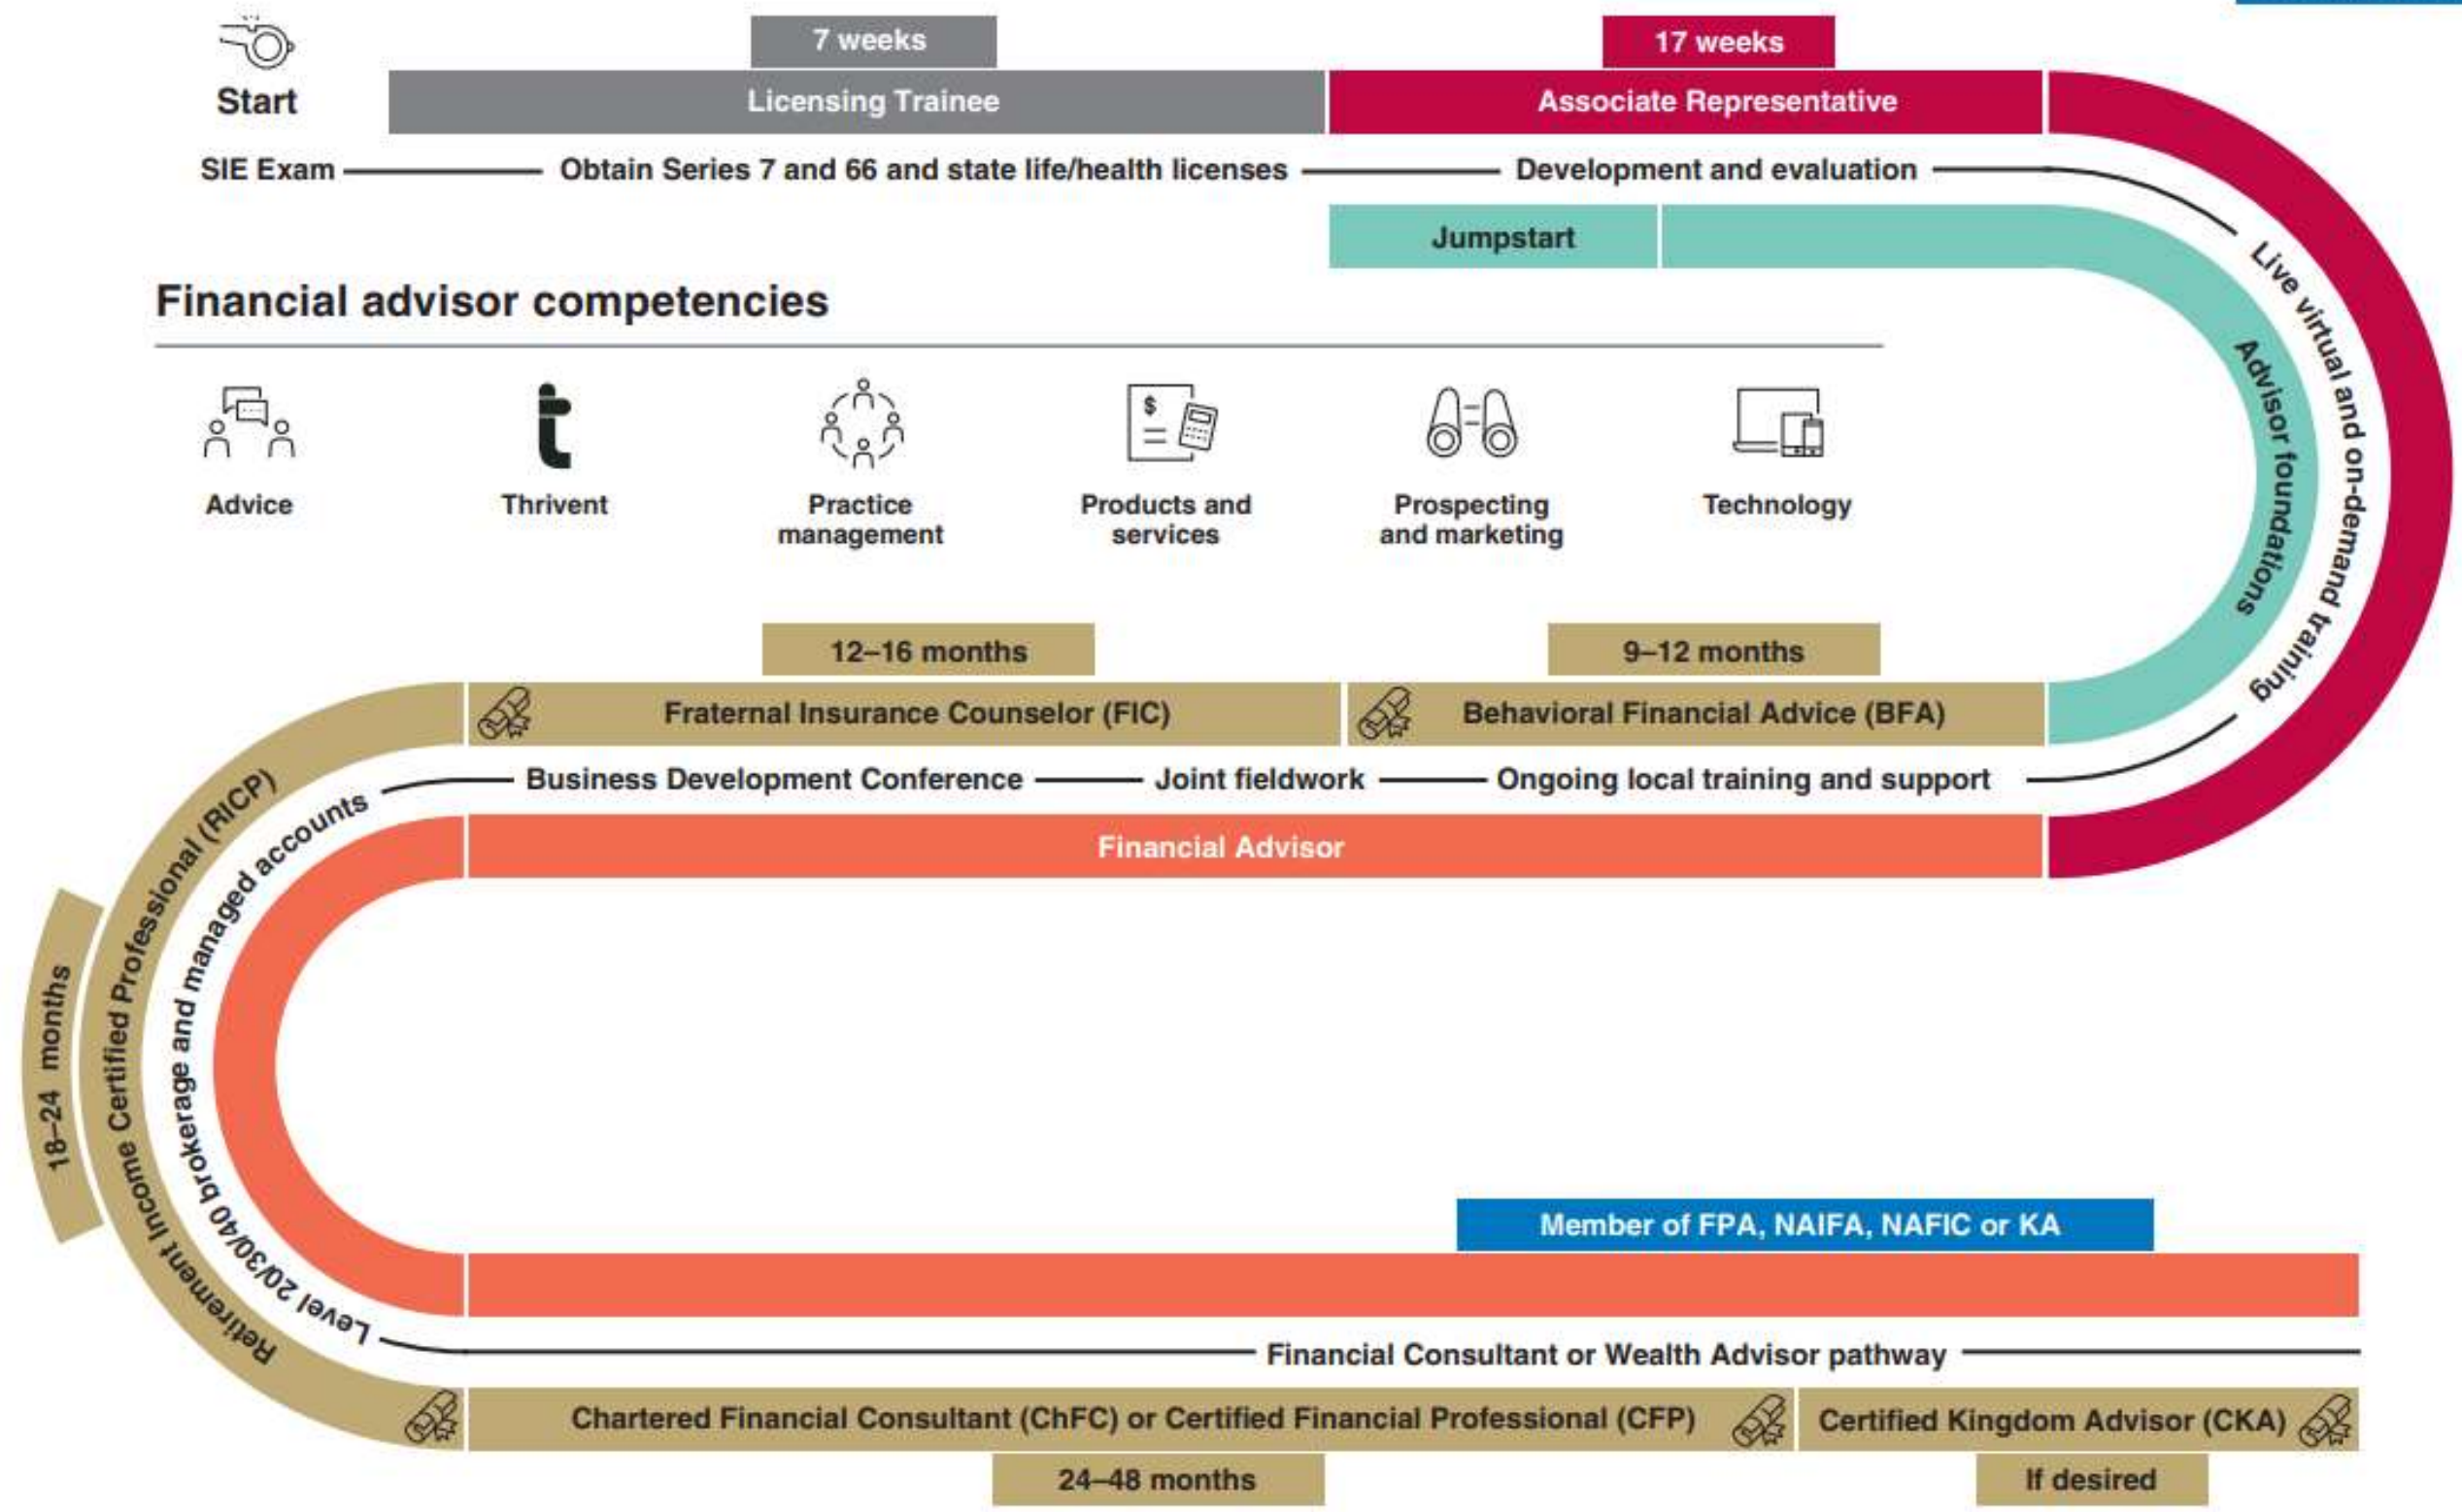 7 weeks
17 weeks
Start
Licensing Trainee
Associate Representative
SIE Exam
Obtain Series 7 and 66 and state life/health licenses
Development and evaluation
Jumpstart
Live virtual and on-demand training
Advisor foundations
Financial advisor competencies
Advice
Thrivent
Practice
management
Products and
services
Prospecting
and marketing
Technology
12–16 months
9–12 months
Fraternal Insurance Counselor (FIC)
Behavioral Financial Advice (BFA)
Business Development Conference
Joint fieldwork
Ongoing local training and support
Financial Advisor
18–24 months
Retirement Income Certified Professional (RICP)
Level 20/30/40 brokerage and managed accounts
Member of FPA, NAIFA, NAFIC or KA
Financial Consultant or Wealth Advisor pathway
Chartered Financial Consultant (ChFC) or Certified Financial Professional (CFP)
Certified Kingdom Advisor (CKA)
24–48 months
If desired